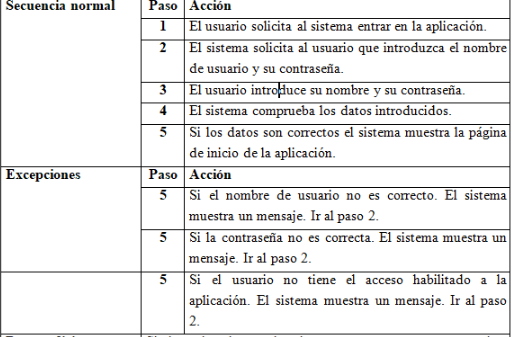 Secuencia normal Paso Acción
1 El usuario solicita al sistema entrar en la aplicación.
2 El sistema solicita al usuario que introduzca el nombre
de usuario y su contraseña.
3 El usuario introduce su nombre y su contraseña.
4 El sistema comprueba los datos introducidos.
5 Si los datos son correctos el sistema muestra la página
de inicio de la aplicación.
Excepciones Paso Acción
5 Si el nombre de usuario no es correcto. El sistema
muestra un mensaje. Ir al paso 2.
5 Si la contraseña no es correcta. El sistema muestra un
mensaje. Ir al paso 2.
5 Si el usuario no tiene el acceso habilitado a la
aplicación. El sistema muestra un mensaje. Ir al paso
2.